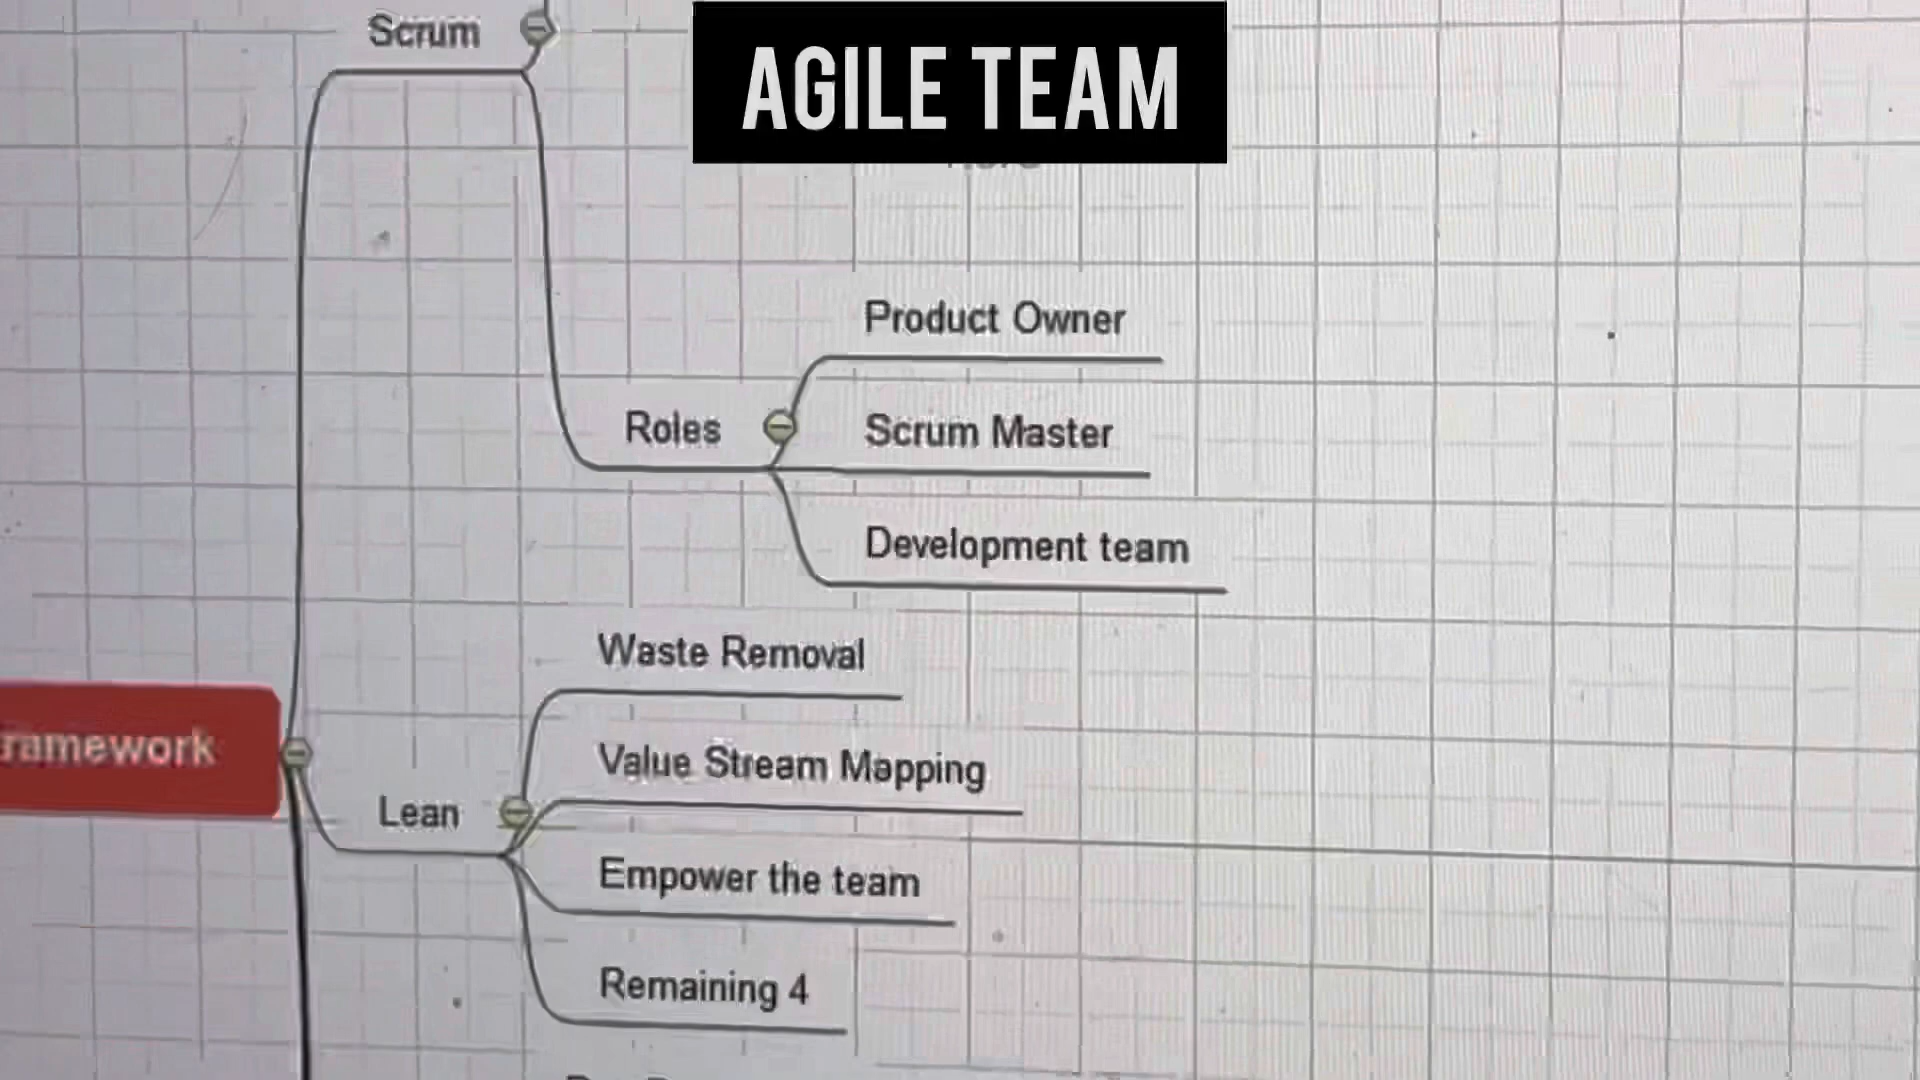 Scrum
AGILE TEAM
Product Owner
Roles
Scrum Master
Development team
Waste Removal
ramework
Value Stream Mapping
Lean
Empower the team
Remaining 4